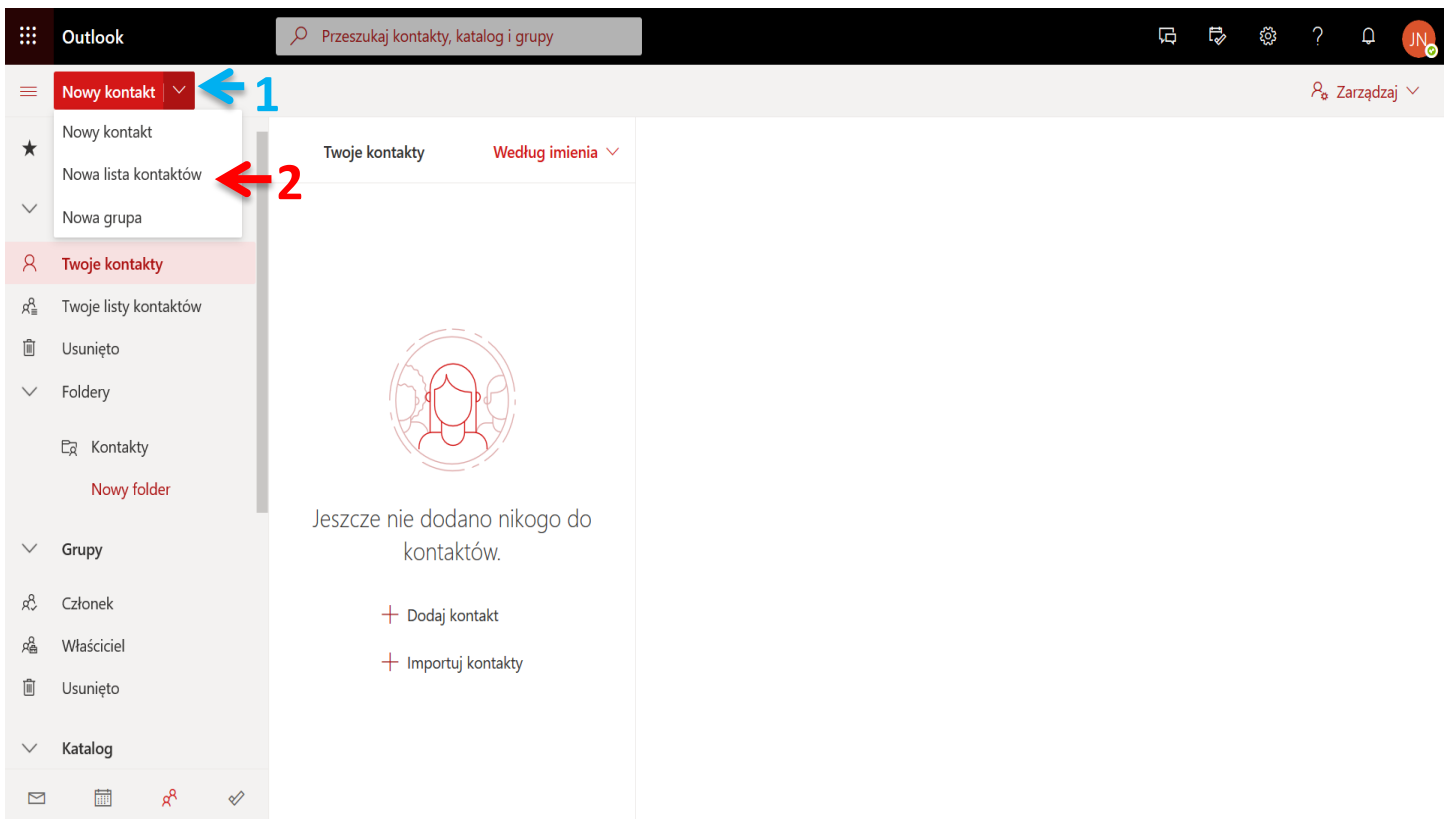 Outlook
Przeszukaj kontakty, katalog i grupy
JN
Nowy kontakt
1
Zarządzaj
Nowy kontakt
Nowa lista kontaktów
2
Nowa grupa
Twoje kontakty
Według imienia
Twoje kontakty
Twoje listy kontaktów
Usunięto
Foldery
Kontakty
Nowy folder
Grupy
Członek
Właściciel
Usunięto
Katalog
Jeszcze nie dodano nikogo do
kontaktów.
Dodaj kontakt
Importuj kontakty